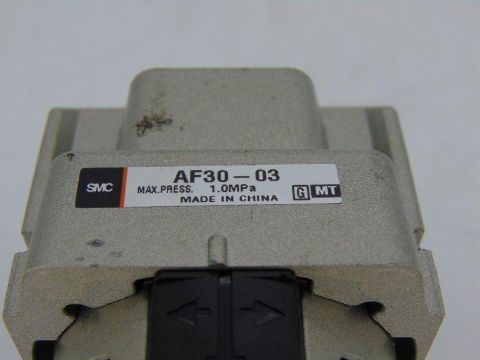 SMC
AF30-03
MAX.PRESS. 1.0MPa
MADE IN CHINA
G MT